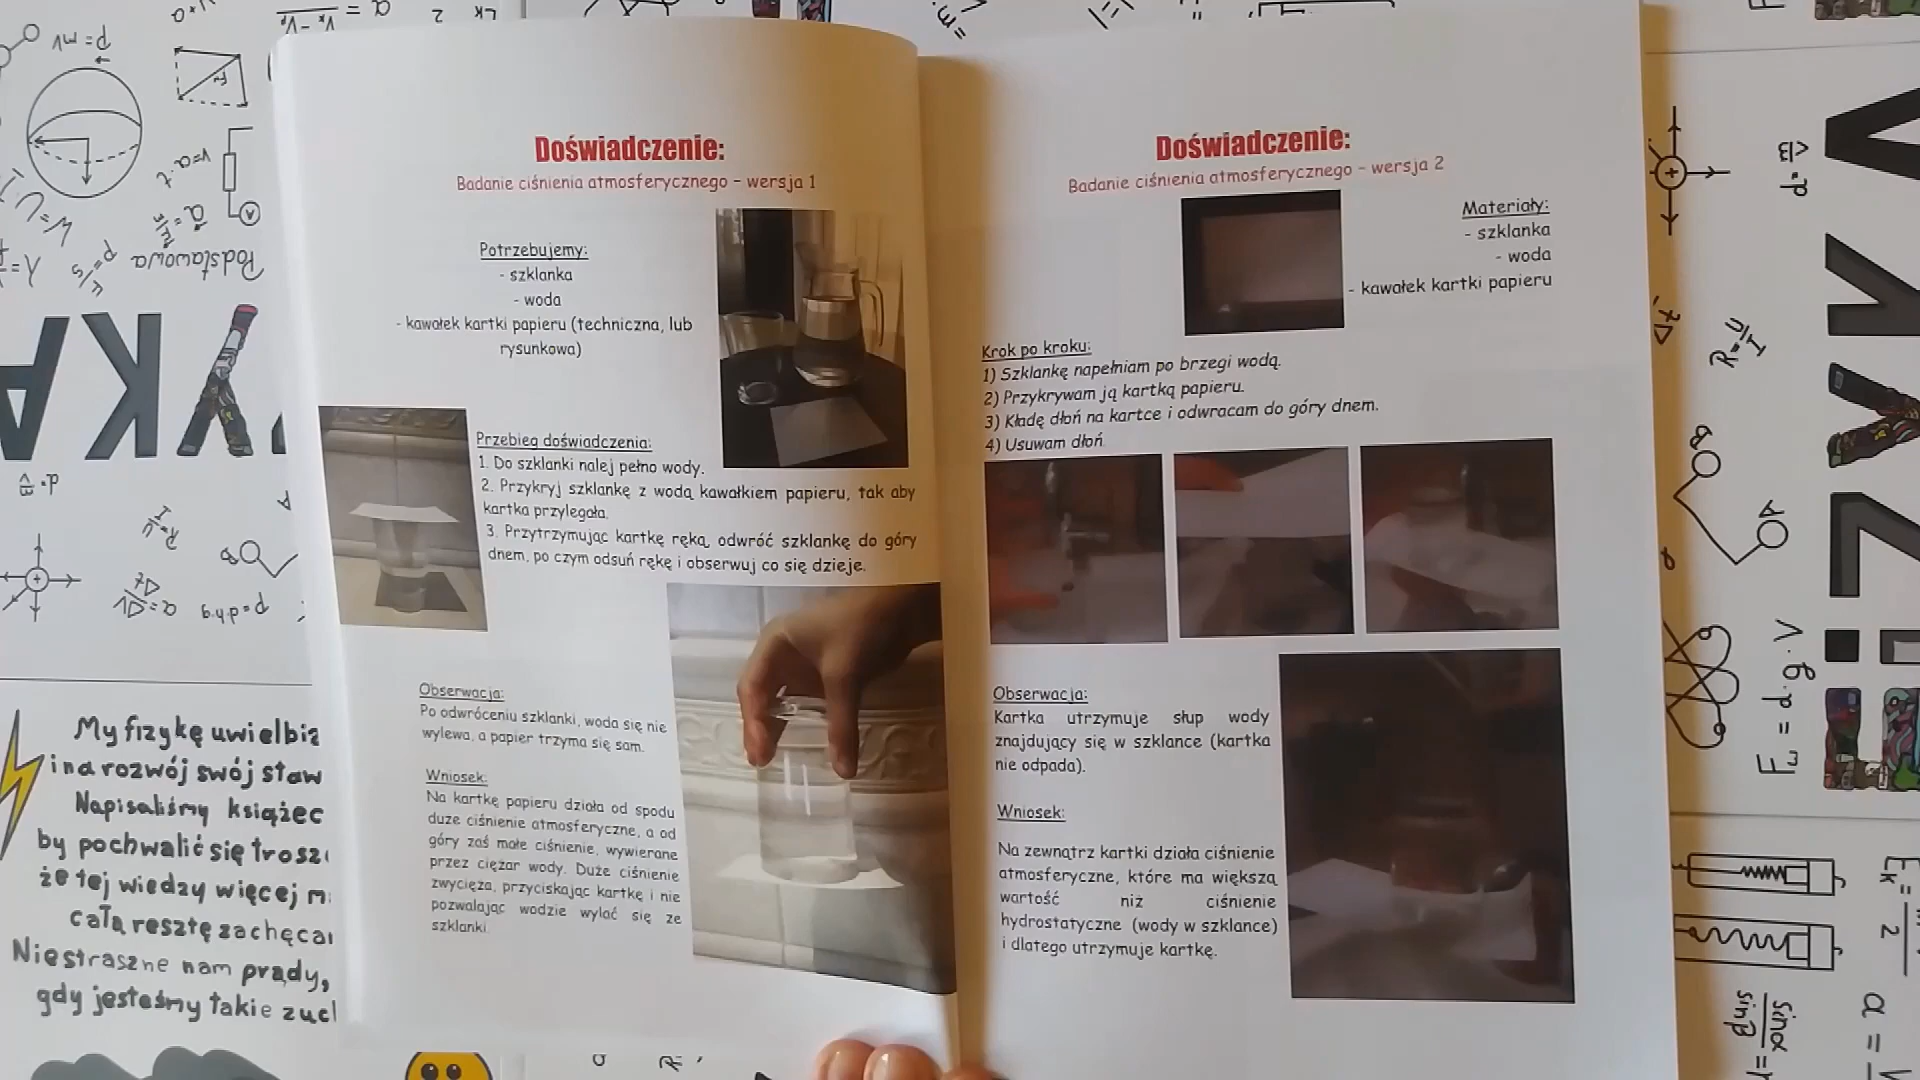 Doświadczenie:
Badanie ciśnienia atmosferycznego – wersja 1
Potrzebujemy:
- szklanka
- woda
- kawałek kartki papieru (techniczna, lub
rysunkowa)
Przebieg doświadczenia:
1. Do szklanki nalej pełno wody.
2. Przykryj szklankę z wodą kawałkiem papieru, tak aby
kartka przylegała.
3. Przytrzymując kartkę ręką, odwróć szklankę do góry
dnem, po czym odsuń rękę i obserwuj co się dzieje.
Obserwacja:
Po odwróceniu szklanki, woda się nie
wylewa, a papier trzyma się sam.
Wniosek:
Na kartkę papieru działa od spodu
duże ciśnienie atmosferyczne, a od
góry zaś małe ciśnienie, wywierane
przez ciężar wody. Duże ciśnienie
zwycięża, przyciskając kartkę i nie
pozwalając wodzie wylać się ze
szklanki.
Doświadczenie:
Badanie ciśnienia atmosferycznego – wersja 2
Materiały:
- szklanka
- woda
- kawałek kartki papieru
Krok po kroku:
1) Szklankę napełniam po brzegi wodą.
2) Przykrywam ją kartką papieru.
3) Kładę dłoń na kartce i odwracam do góry dnem.
4) Usuwam dłoń.
Obserwacja:
Kartka utrzymuje słup wody
znajdujący się w szklance (kartka
nie odpada).
Wniosek:
Na zewnątrz kartki działa ciśnienie
atmosferyczne, które ma większą
wartość niż ciśnienie
hydrostatyczne (wody w szklance)
i dlatego utrzymuje kartkę.
Podstawowa
My fizykę uwielbia
i na rozwój swój staw
Napisaliśmy książec
by pochwalić się trosz
że tej wiedzy więcej m
całą resztę zachęca
Niestraszne nam prądy,
gdy jesteśmy takie zuc